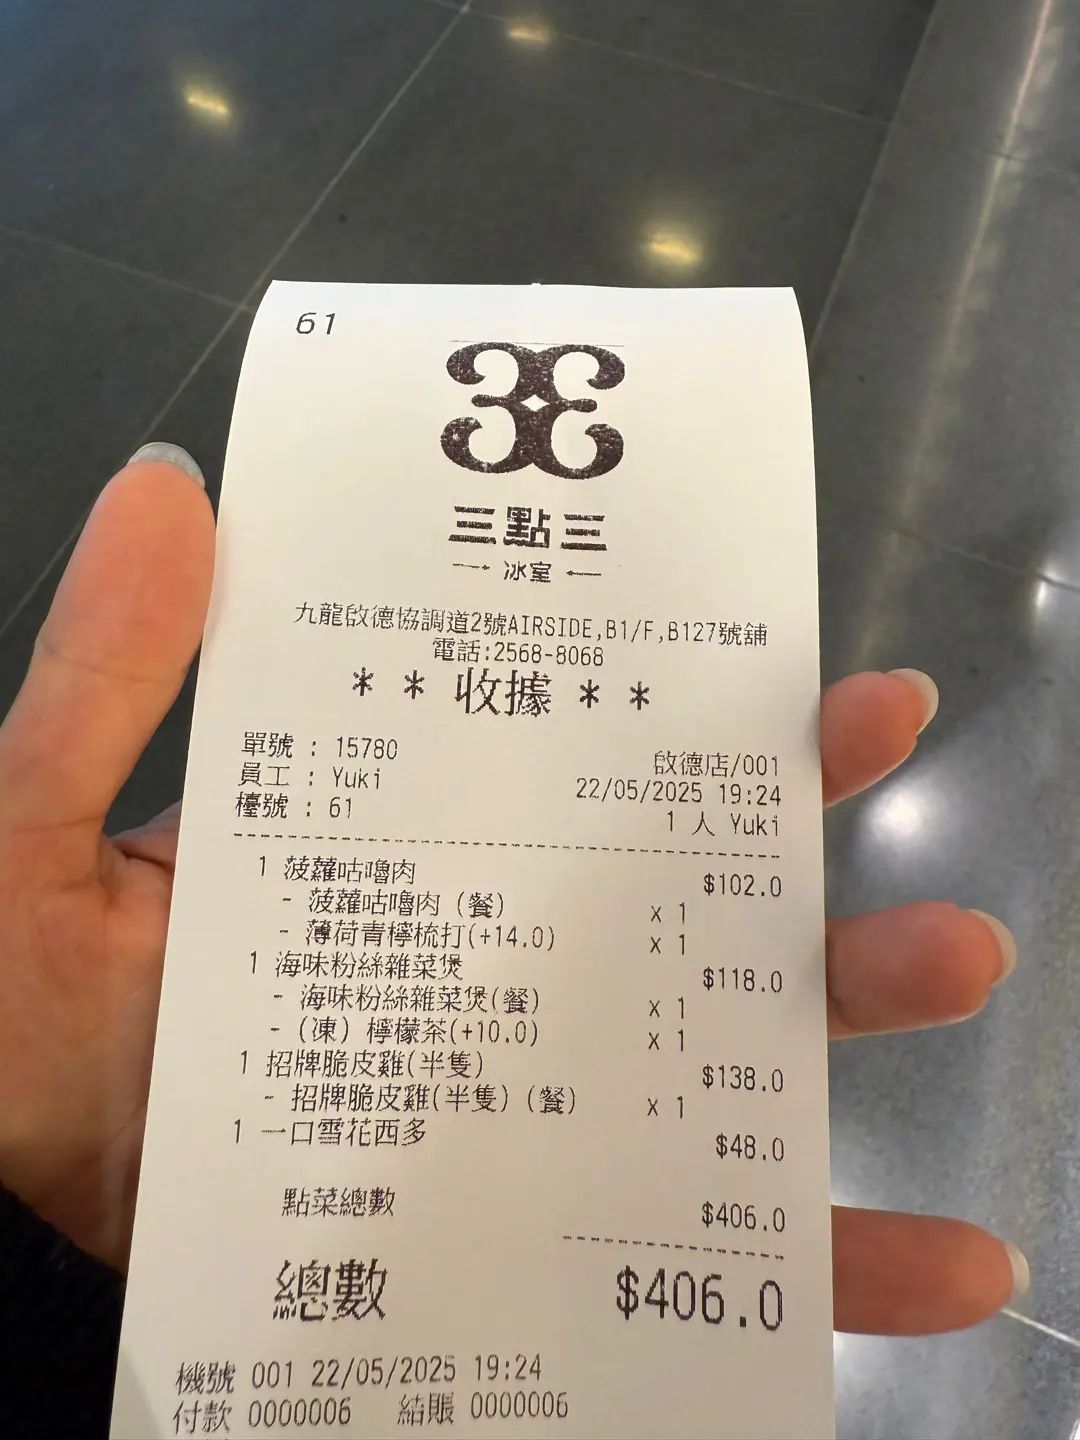 61
三點三
冰室
九龍啟德協調道2號AIRSIDE,B1/F,B127號舖
電話:2568-8068
* * 收據 * *
單號 : 15780
啟德店/001
員工 : Yuki
22/05/2025 19:24
檯號 : 61
1 人 Yuki
1 菠蘿咕嚕肉 $102.0
- 菠蘿咕嚕肉 (餐) x 1
- 薄荷青檸梳打(+14.0) x 1
1 海味粉絲雜菜煲 $118.0
- 海味粉絲雜菜煲(餐) x 1
- (凍) 檸檬茶(+10.0) x 1
1 招牌脆皮雞(半隻) $138.0
- 招牌脆皮雞(半隻) (餐) x 1
1 一口雪花西多 $48.0
點菜總數 $406.0
總數 $406.0
機號 001 22/05/2025 19:24
付款 0000006 結賬 0000006